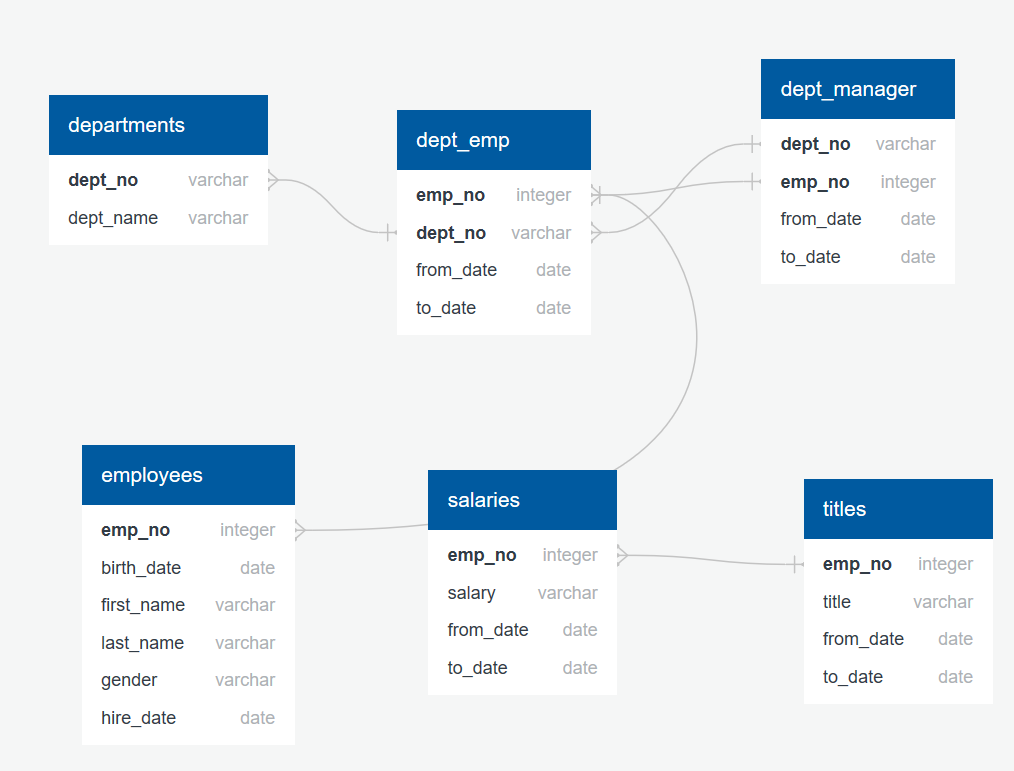 departments
dept_no varchar
dept_name varchar
dept_emp
emp_no integer
dept_no varchar
from_date date
to_date date
dept_manager
dept_no varchar
emp_no integer
from_date date
to_date date
employees
emp_no integer
birth_date date
first_name varchar
last_name varchar
gender varchar
hire_date date
salaries
emp_no integer
salary varchar
from_date date
to_date date
titles
emp_no integer
title varchar
from_date date
to_date date